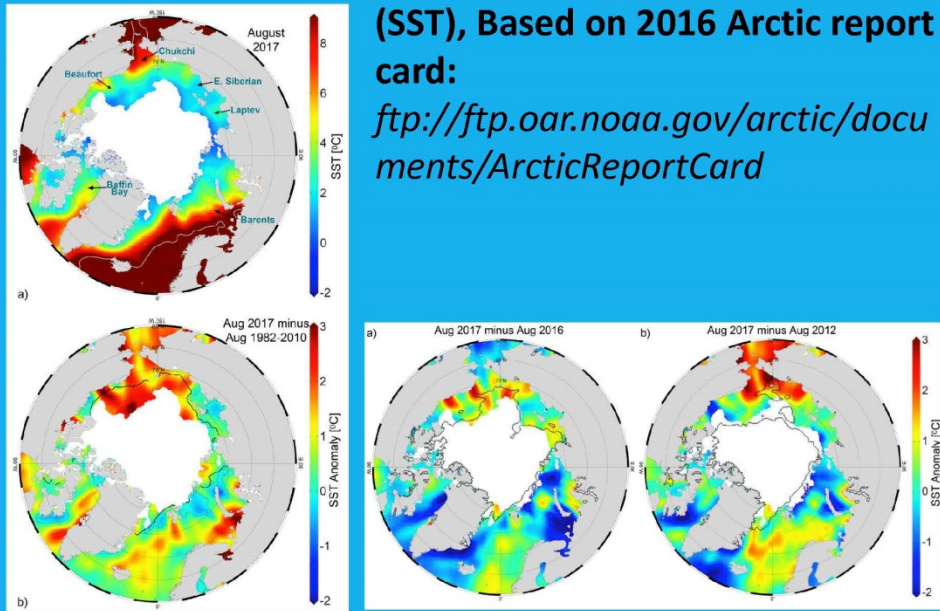 (SST), Based on 2016 Arctic report
card:
ftp://ftp.oar.noaa.gov/arctic/docu
ments/ArcticReportCard
August
2017
Chukchi
Beaufort
E. Siberian
Laptev
Baffin
Bay
Barents
a)
8
6
4
2
0
-2
SST [ºC]
Aug 2017 minus
Aug 1982-2010
b)
3
2
1
0
-1
-2
SST Anomaly [ºC]
a)
Aug 2017 minus Aug 2016
b)
Aug 2017 minus Aug 2012
3
2
1
0
-1
-2
SST Anomaly [ºC]